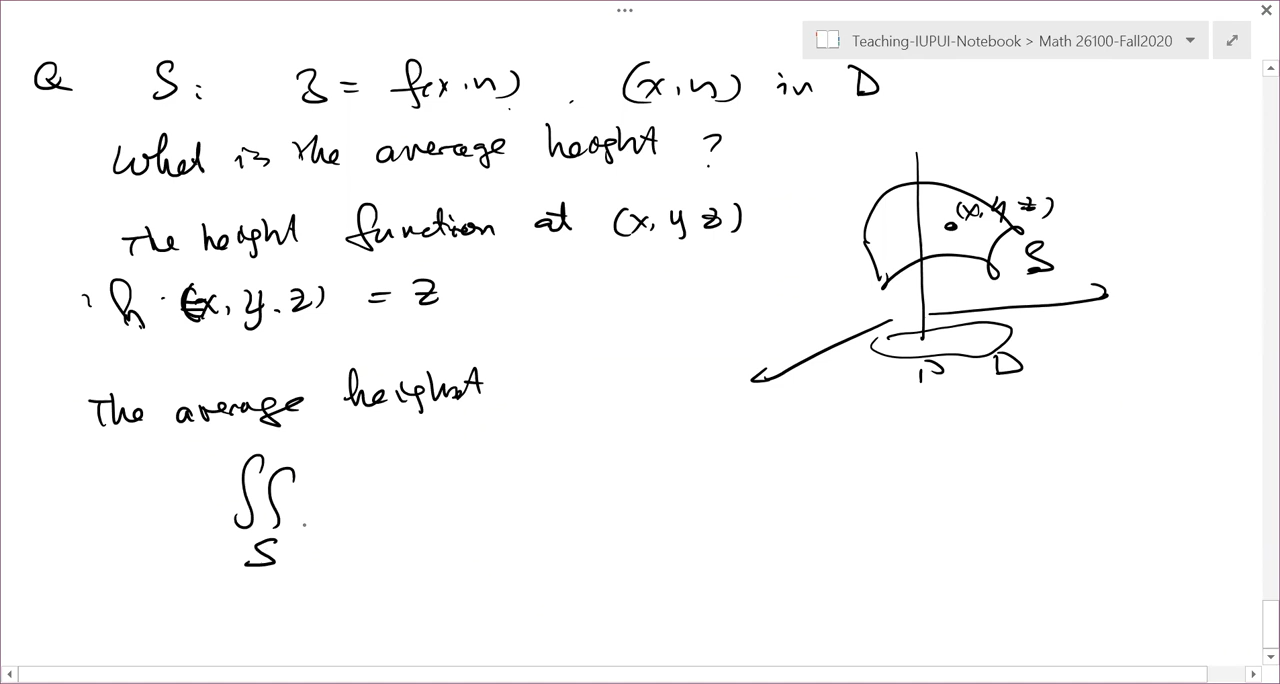 Teaching-IUPUI-Notebook > Math 26100-Fall2020
Q S: z = f(x,y), (x,y) in D
What is the average height ?
The height function at (x, y z)
h (x, y, z) = z
(x, y z)
S
D D
The average height
∬
S